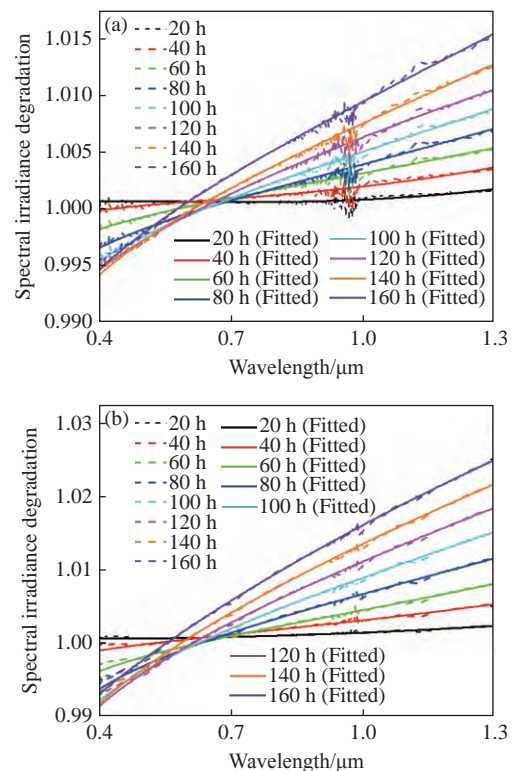 (a)
20 h
40 h
60 h
80 h
100 h
120 h
140 h
160 h
20 h (Fitted)
40 h (Fitted)
60 h (Fitted)
80 h (Fitted)
100 h (Fitted)
120 h (Fitted)
140 h (Fitted)
160 h (Fitted)
Spectral irradiance degradation
1.015
1.010
1.005
1.000
0.995
0.990
0.4 0.7 1.0 1.3
Wavelength/μm
(b)
20 h
40 h
60 h
80 h
100 h
120 h
140 h
160 h
20 h (Fitted)
40 h (Fitted)
60 h (Fitted)
80 h (Fitted)
100 h (Fitted)
120 h (Fitted)
140 h (Fitted)
160 h (Fitted)
Spectral irradiance degradation
1.03
1.02
1.01
1.00
0.99
0.4 0.7 1.0 1.3
Wavelength/μm